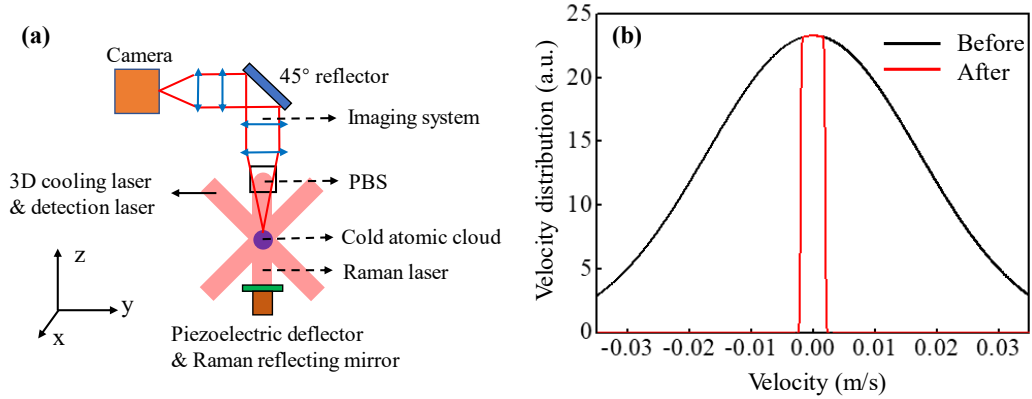 (a)
Camera
45° reflector
Imaging system
PBS
3D cooling laser
& detection laser
Cold atomic cloud
Raman laser
z
y
x
Piezoelectric deflector
& Raman reflecting mirror
(b)
Before
After
Velocity distribution (a.u.)
25
20
15
10
5
0
-0.03 -0.02 -0.01 0.00 0.01 0.02 0.03
Velocity (m/s)